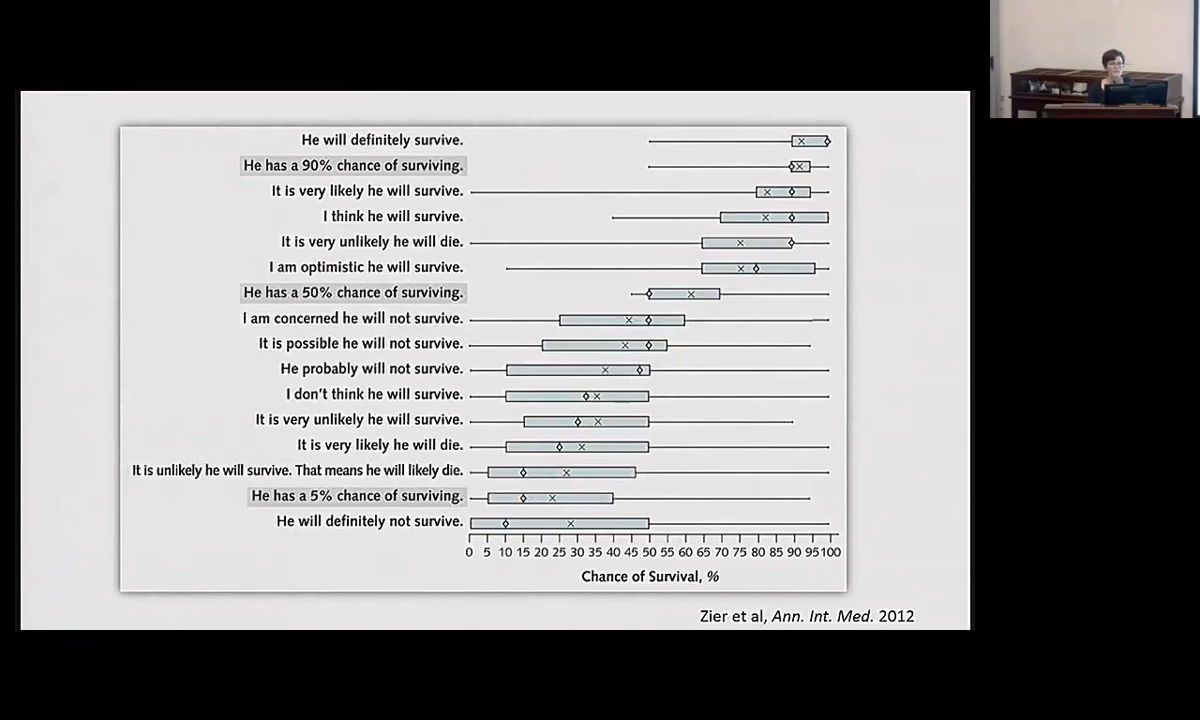 He will definitely survive.
He has a 90% chance of surviving.
It is very likely he will survive.
I think he will survive.
It is very unlikely he will die.
I am optimistic he will survive.
He has a 50% chance of surviving.
I am concerned he will not survive.
It is possible he will not survive.
He probably will not survive.
I don't think he will survive.
It is very unlikely he will survive.
It is very likely he will die.
It is unlikely he will survive. That means he will likely die.
He has a 5% chance of surviving.
He will definitely not survive.
0 5 10 15 20 25 30 35 40 45 50 55 60 65 70 75 80 85 90 95 100
Chance of Survival, %
Zier et al, Ann. Int. Med. 2012